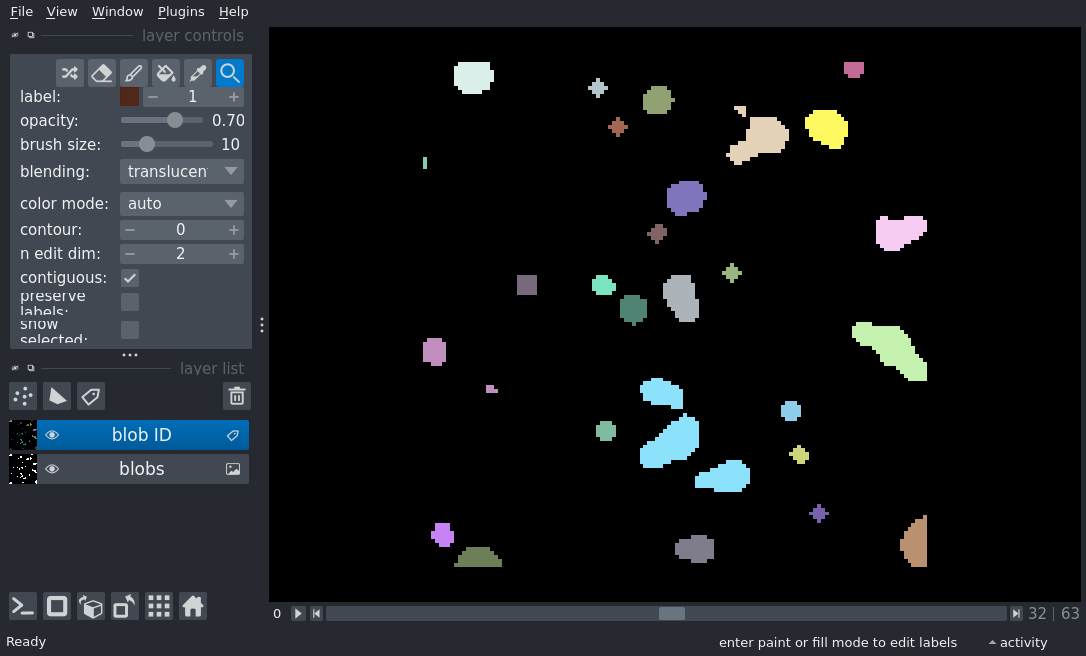 File View Window Plugins Help
layer controls
label: − 1 +
opacity: 0.70
brush size: 10
blending: translucen
color mode: auto
contour: − 0 +
n edit dim: − 2 +
contiguous:
preserve
labels:
show
selected:
layer list
blob ID
blobs
0 32 | 63
Ready enter paint or fill mode to edit labels activity